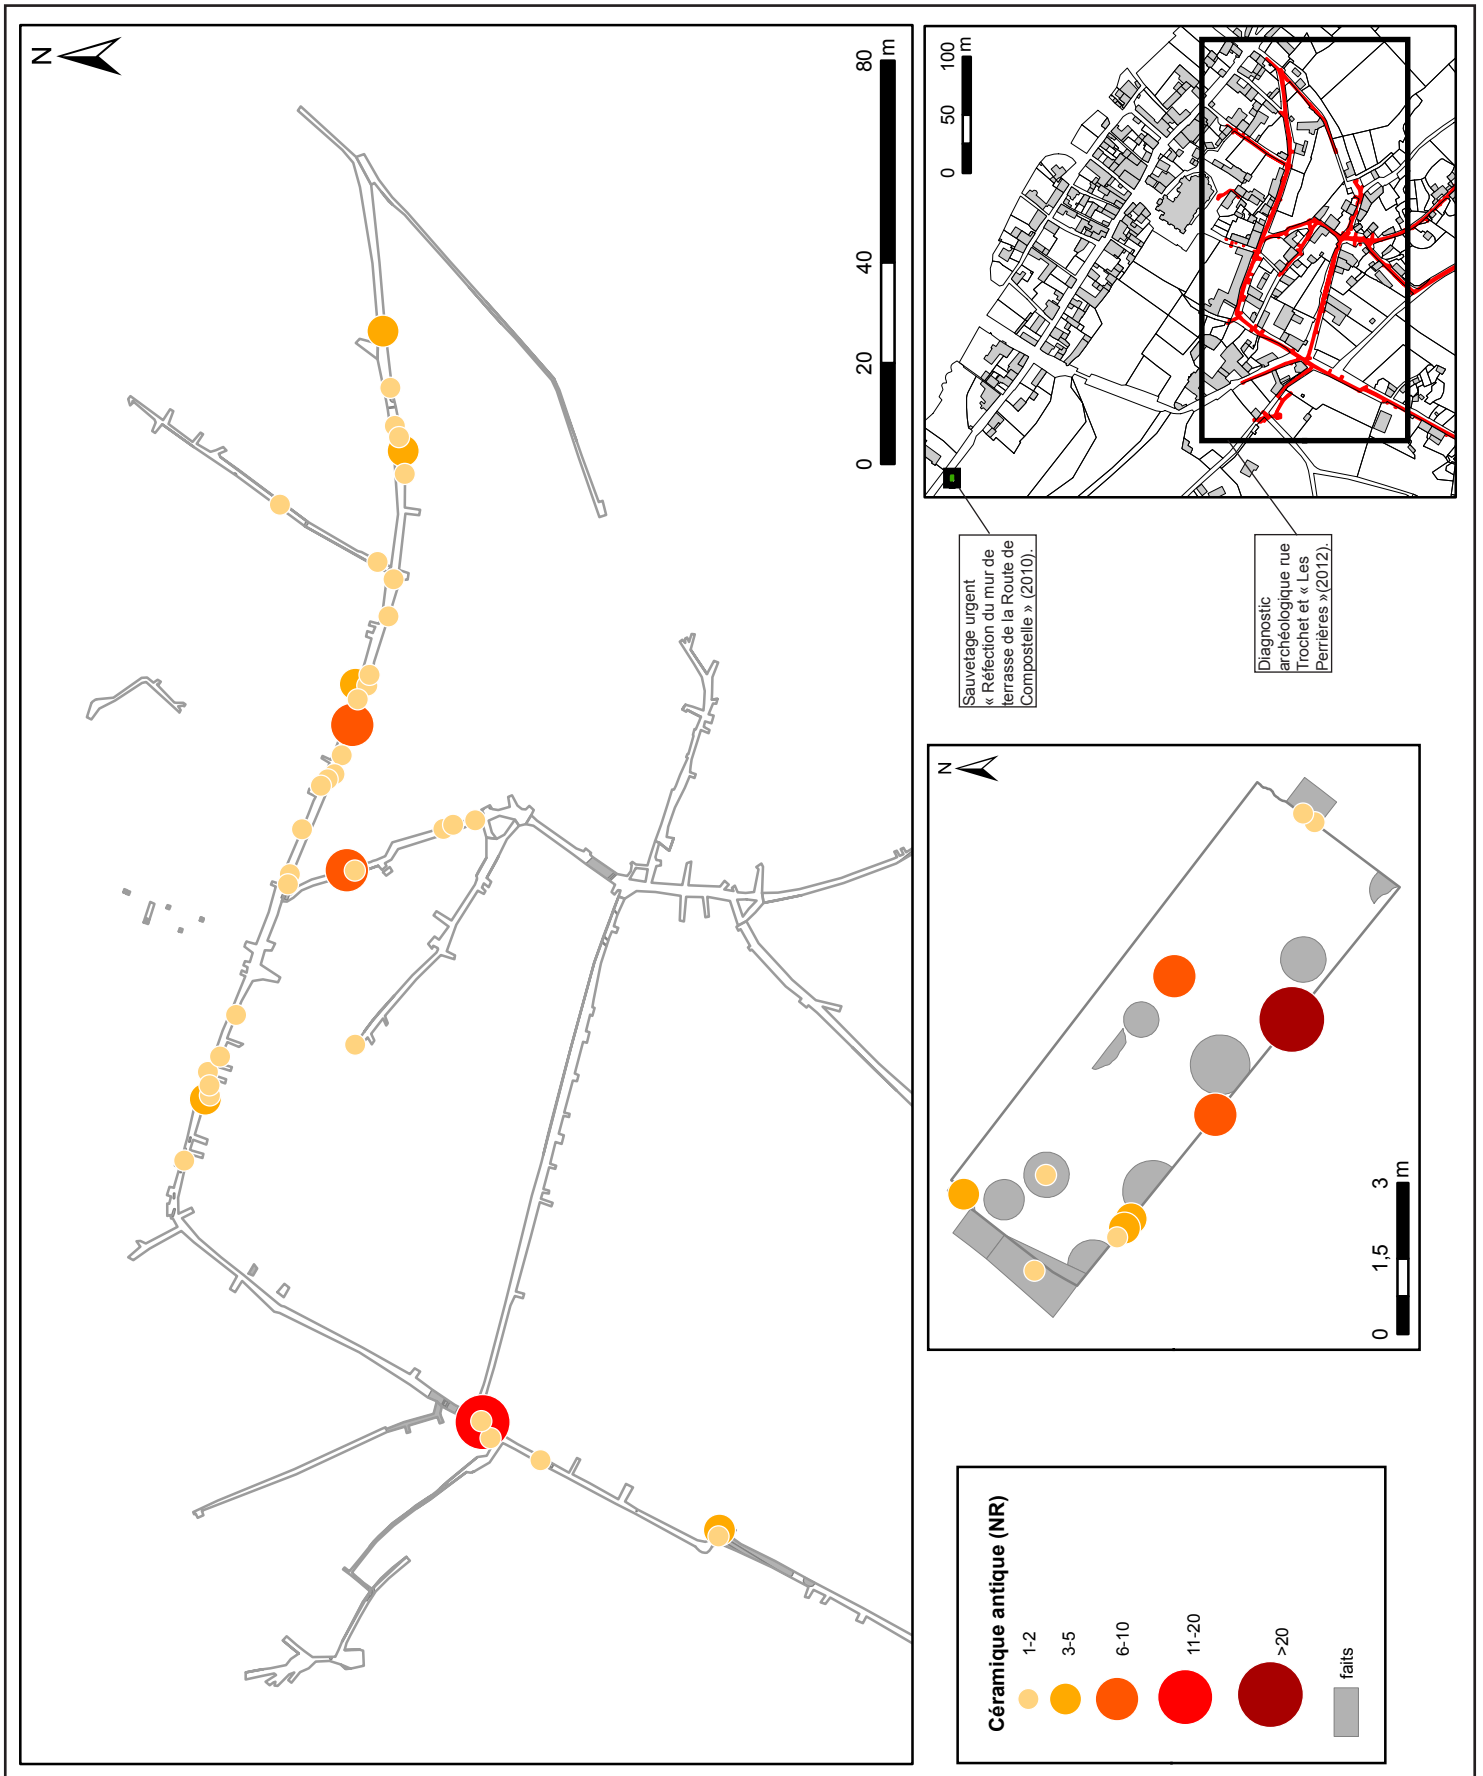 N
0
20
40
80
m
0
50
100
m
Sauvetage urgent
« Réfection du mur de
terrasse de la Route de
Compostelle » (2010).
Diagnostic
archéologique rue
Trochet et « Les
Perrières »(2012).
N
0
1,5
3
m
Céramique antique (NR)
1-2
3-5
6-10
11-20
>20
faits